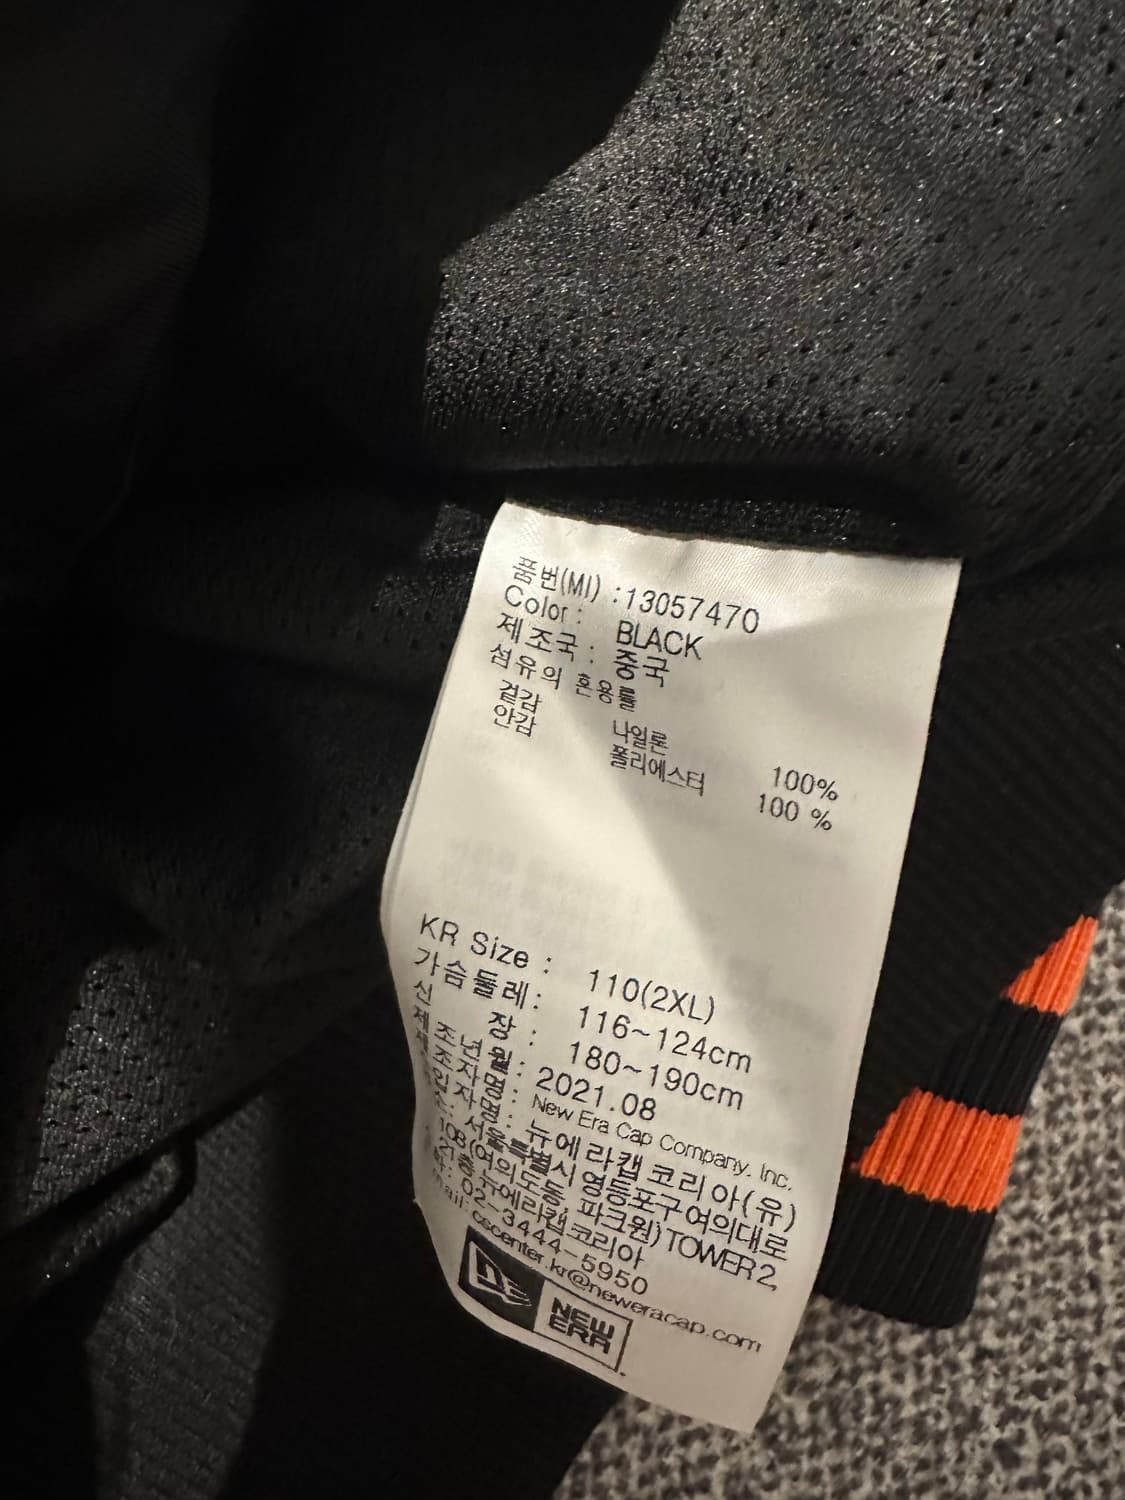 품번(MI) : 13057470
Color : BLACK
제 조 국 : 중국
섬유의 혼용률
겉감 나일론 100%
안감 폴리에스터 100 %
KR Size : 110(2XL)
가슴둘레 : 116~124cm
신 장 : 180~190cm
제조년월 : 2021.08
제조자명 : New Era Cap Company, Inc.
수입자명 : 뉴에라캡코리아(유)
서울특별시 영등포구 여의대로
108(여의도동, 파크원) TOWER 2,
뉴에라캡코리아
02-3444-5950
cscenter.kr@neweracap.com
NEW
ERA